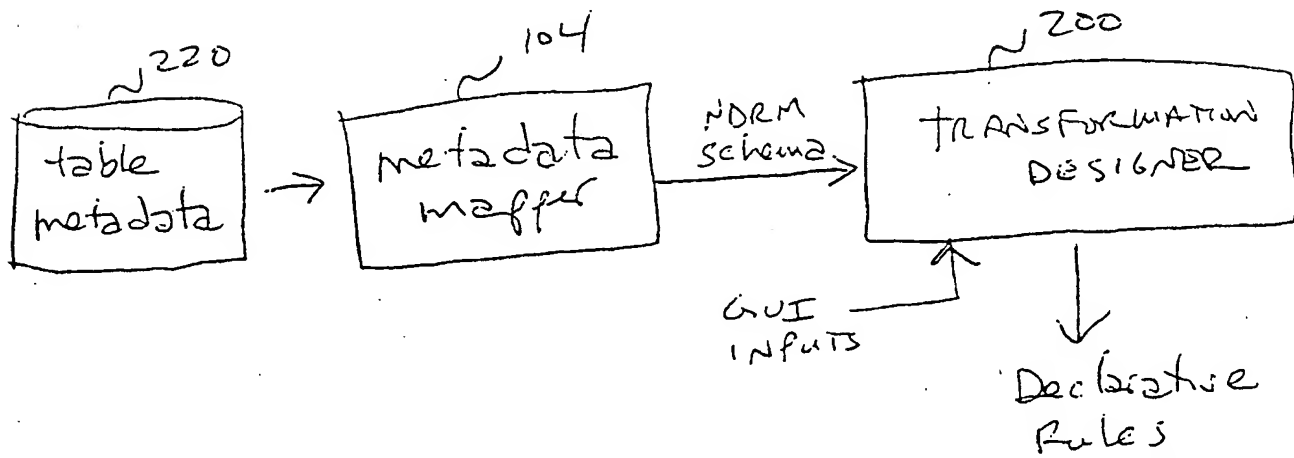 220
104
200
table
metadata
metadata
mapper
NDRM
schema
TRANSFORMATION
DESIGNER
GUI
INPUTS
Declarative
Rules